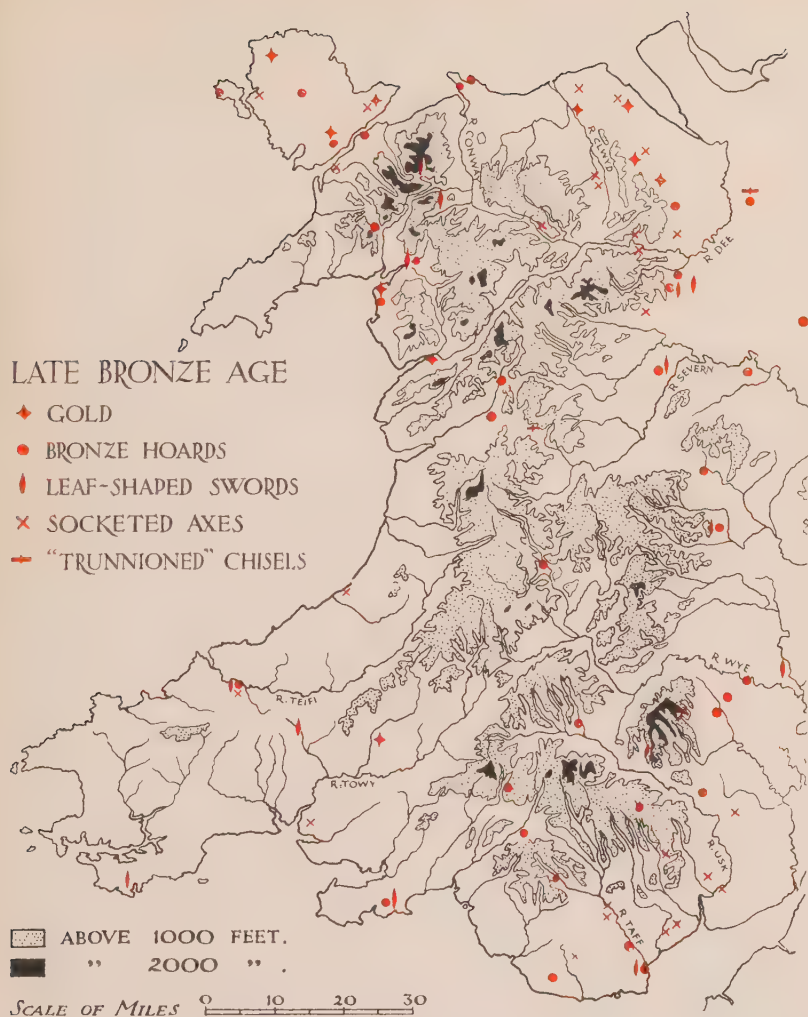 R. CONWY
R. CLWYD
R. DEE
LATE BRONZE AGE
GOLD
BRONZE HOARDS
LEAF-SHAPED SWORDS
SOCKETED AXES
"TRUNNIONED" CHISELS
R. SEVERN
R. WYE
R. TEIFI
R. TOWY
R. USK
R. TAFF
ABOVE 1000 FEET.
" 2000 " .
SCALE OF MILES 0 10 20 30